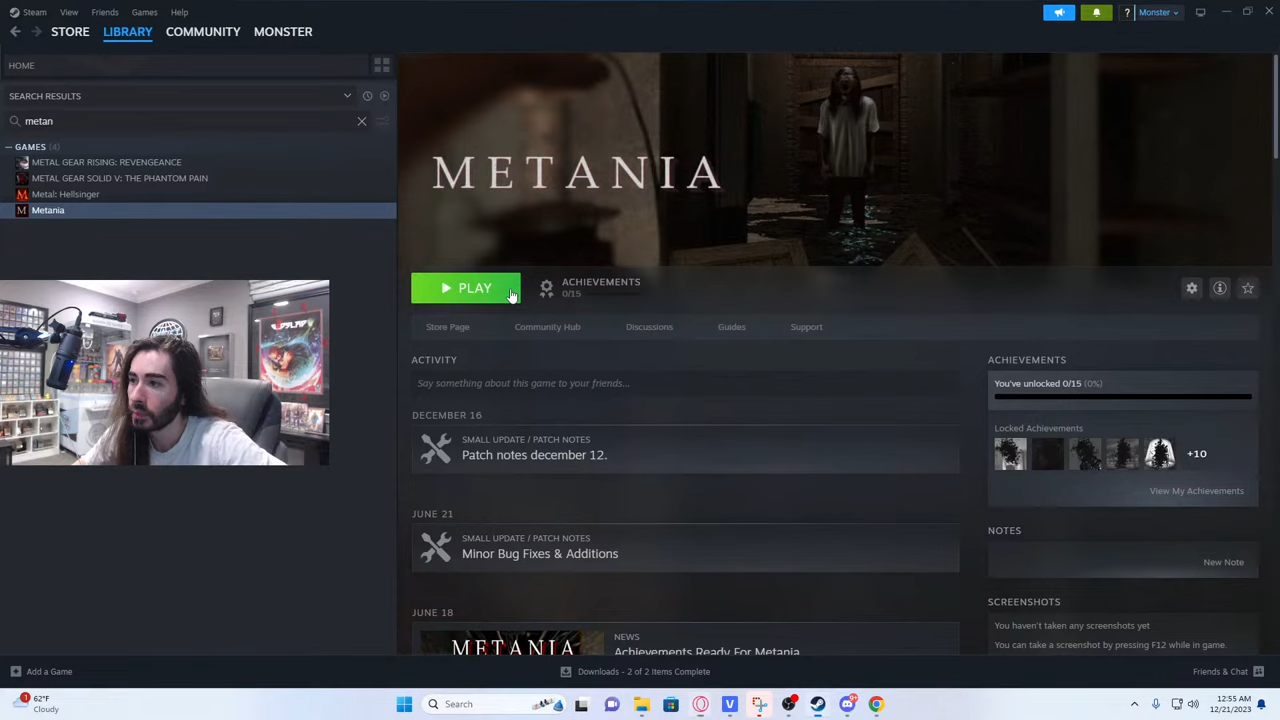 Steam View Friends Games Help
? Monster
STORE LIBRARY COMMUNITY MONSTER
HOME
SEARCH RESULTS
metan
GAMES (4)
METAL GEAR RISING: REVENGEANCE
METAL GEAR SOLID V: THE PHANTOM PAIN
Metal: Hellsinger
M Metania
METANIA
PLAY
ACHIEVEMENTS
0/15
Store Page Community Hub Discussions Guides Support
ACTIVITY
Say something about this game to your friends...
DECEMBER 16
SMALL UPDATE / PATCH NOTES
Patch notes december 12.
JUNE 21
SMALL UPDATE / PATCH NOTES
Minor Bug Fixes & Additions
JUNE 18
METANIA
NEWS
Achievements Ready For Metania
ACHIEVEMENTS
You've unlocked 0/15 (0%)
Locked Achievements
+10
View My Achievements
NOTES
New Note
SCREENSHOTS
You haven't taken any screenshots yet
You can take a screenshot by pressing F12 while in game.
Add a Game
Downloads - 2 of 2 Items Complete
Friends & Chat
1
62°F
Cloudy
Search
V
9+
12:55 AM
12/21/2023